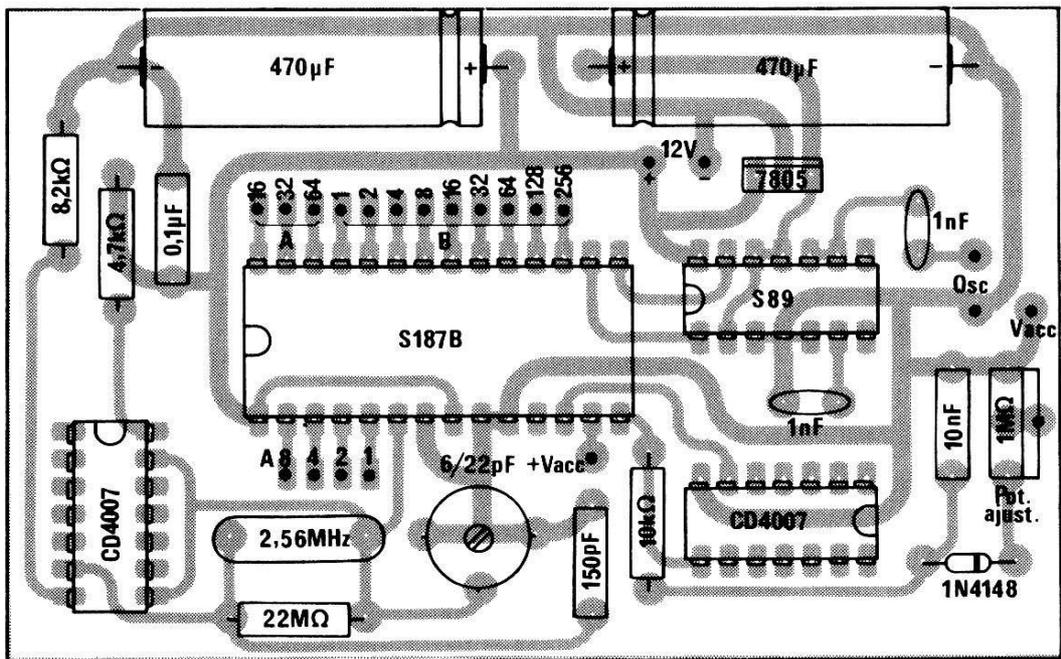 - 470µF +
+ 470µF -
8,2kΩ
4,7kΩ
0,1µF
16 32 64 1 2 4 8 16 32 64 128 256
A B
12V
+ -
7805
1nF
Osc
Vacc
S187B
S89
1nF
10nF
1MΩ
Pot.
ajust.
A 8 4 2 1
6/22pF +Vacc
CD4007
2,56MHz
22MΩ
150pF
10kΩ
CD4007
1N4148